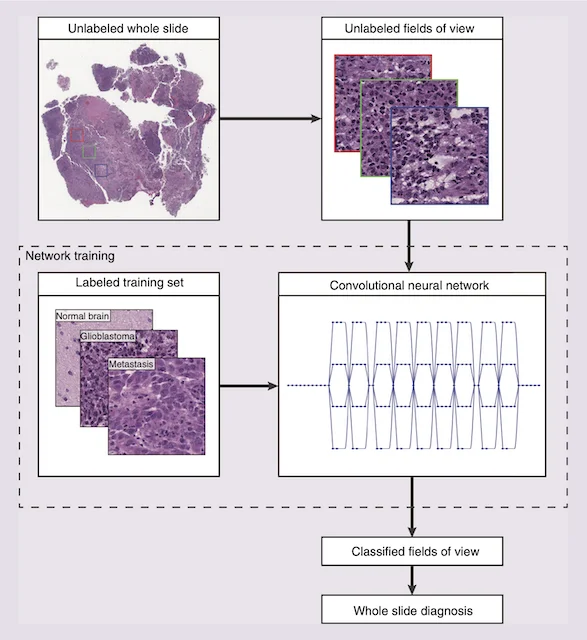 Unlabeled whole slide
Unlabeled fields of view
Network training
Labeled training set
Normal brain
Glioblastoma
Metastasis
Convolutional neural network
Classified fields of view
Whole slide diagnosis